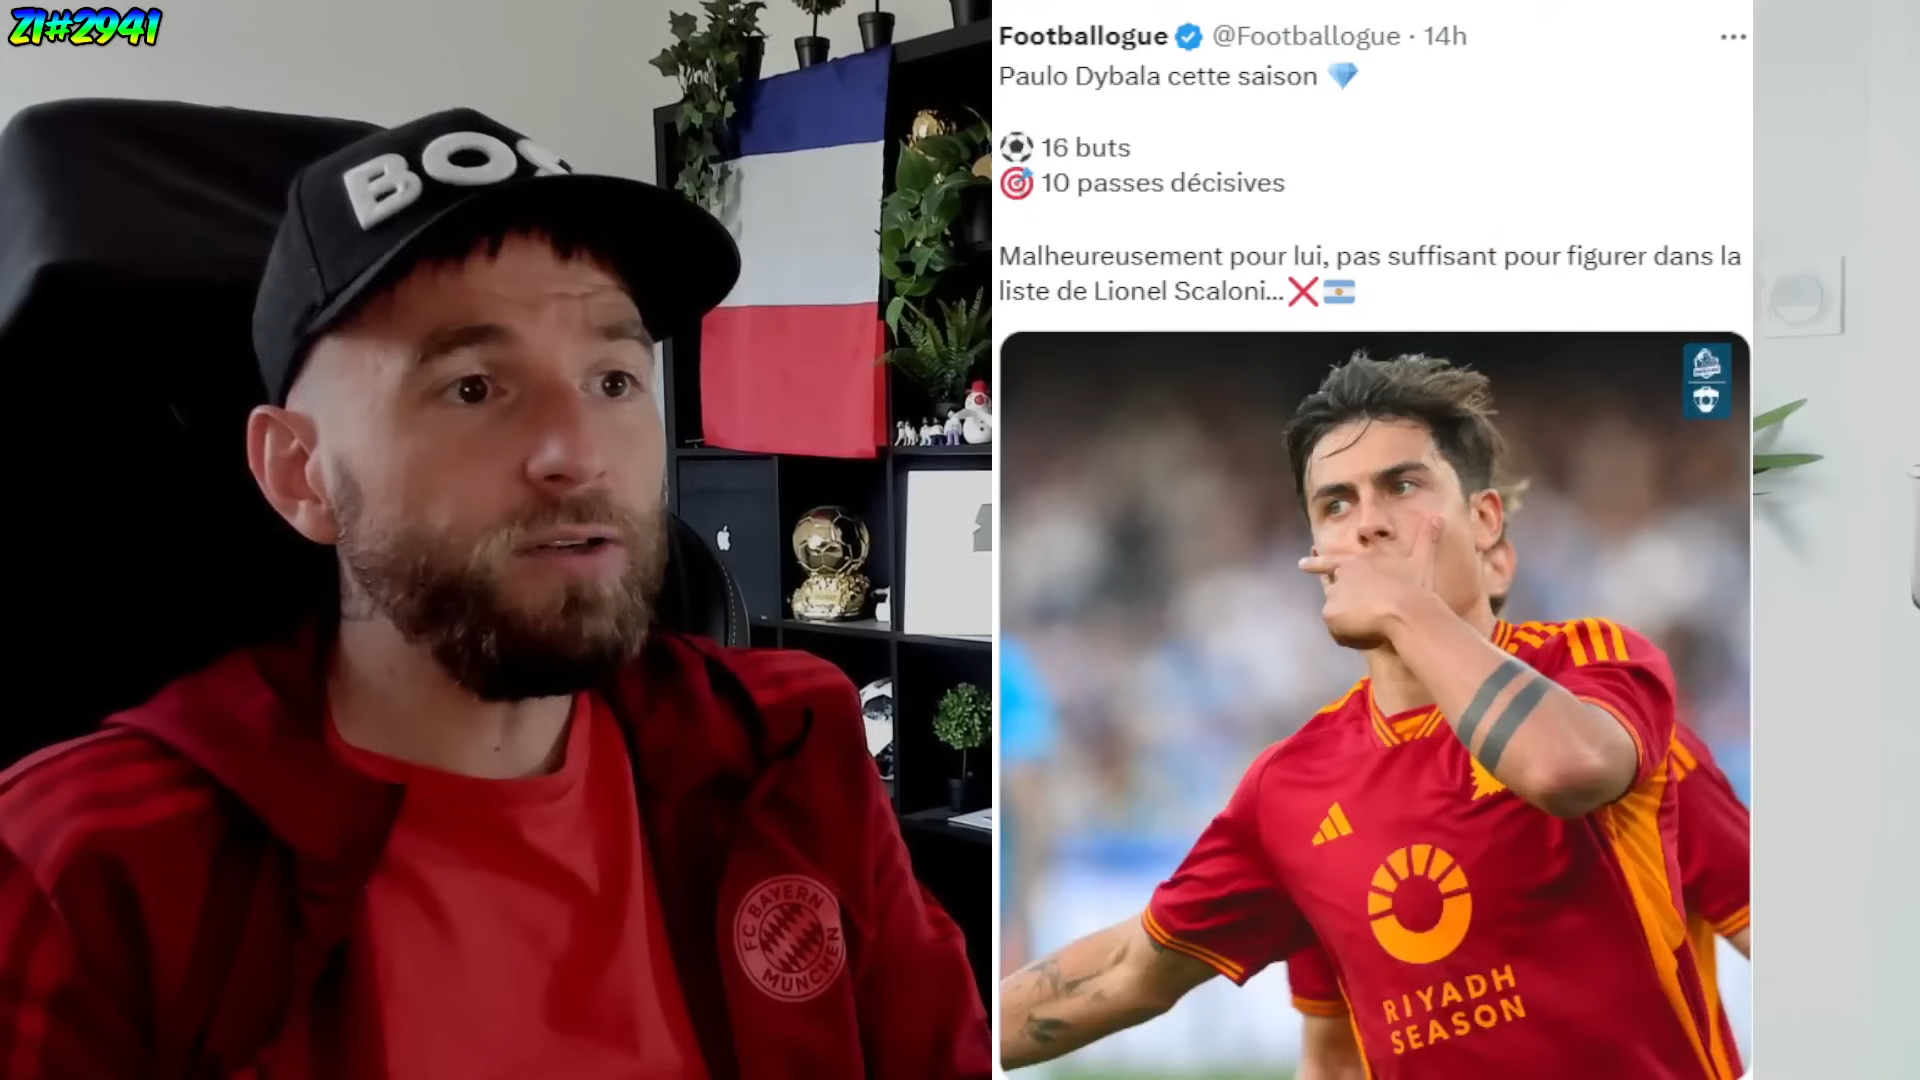 ZI#2941
BOS
FC BAYERN
MÜNCHEN
Footballogue @Footballogue · 14h
Paulo Dybala cette saison
16 buts
10 passes décisives
Malheureusement pour lui, pas suffisant pour figurer dans la
liste de Lionel Scaloni...
RIYADH
SEASON